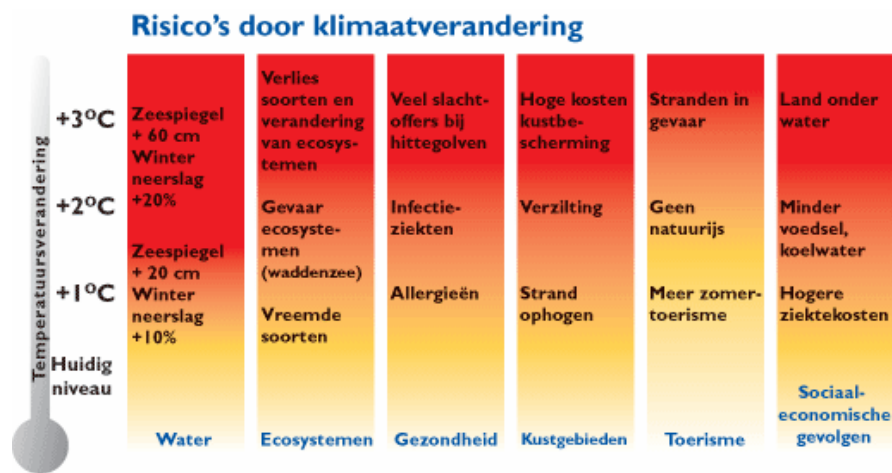 Risico's door klimaatverandering
Temperatuursverandering
+3°C
+2°C
+1°C
Huidig
niveau
Zeespiegel
+ 60 cm
Winter
neerslag
+20%
Zeespiegel
+ 20 cm
Winter
neerslag
+10%
Water
Verlies
soorten en
verandering
van ecosys-
temen
Gevaar
ecosyste-
men
(waddenzee)
Vreemde
soorten
Ecosystemen
Veel slacht-
offers bij
hittegolven
Infectie-
ziekten
Allergieën
Gezondheid
Hoge kosten
kustbe-
scherming
Verzilting
Strand
ophogen
Kustgebieden
Stranden in
gevaar
Geen
natuurijs
Meer zomer-
toerisme
Toerisme
Land onder
water
Minder
voedsel,
koelwater
Hogere
ziektekosten
Sociaal-
economische
gevolgen